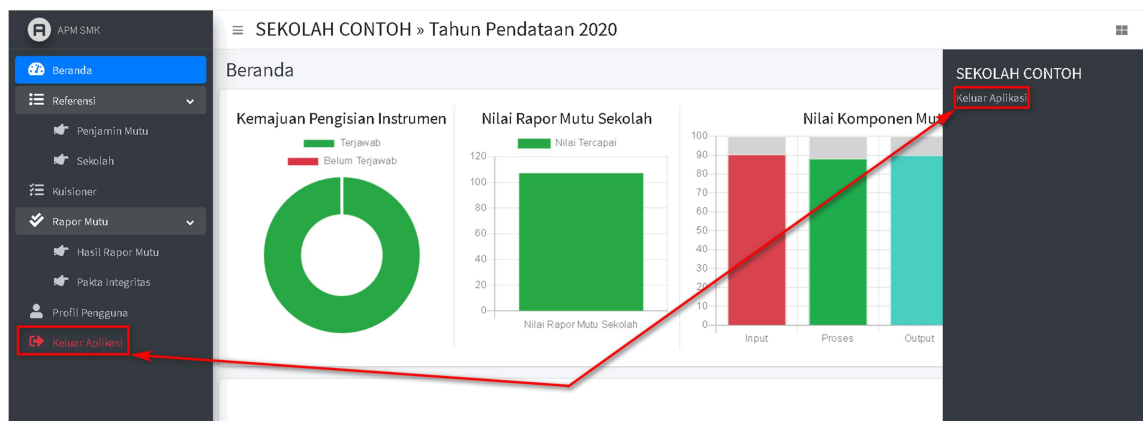 APM SMK
SEKOLAH CONTOH » Tahun Pendataan 2020
Beranda
Referensi
Penjamin Mutu
Sekolah
Kuisioner
Rapor Mutu
Hasil Rapor Mutu
Pakta Integritas
Profil Pengguna
Keluar Aplikasi
Beranda
Kemajuan Pengisian Instrumen
Terjawab
Belum Terjawab
Nilai Rapor Mutu Sekolah
Nilai Tercapai
120
100
80
60
40
20
0
Nilai Rapor Mutu Sekolah
Nilai Komponen Mut
100
90
80
70
60
50
40
30
20
10
0
Input
Proses
Output
SEKOLAH CONTOH
Keluar Aplikasi